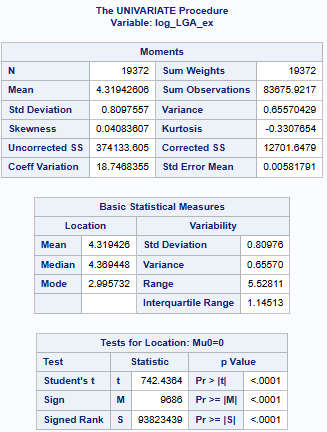 The UNIVARIATE Procedure
Variable: log_LGA_ex
Moments
N 19372 Sum Weights 19372
Mean 4.31942606 Sum Observations 83675.9217
Std Deviation 0.8097557 Variance 0.65570429
Skewness 0.04083607 Kurtosis -0.3307654
Uncorrected SS 374133.605 Corrected SS 12701.6479
Coeff Variation 18.7468355 Std Error Mean 0.00581791
Basic Statistical Measures
Location Variability
Mean 4.319426 Std Deviation 0.80976
Median 4.369448 Variance 0.65570
Mode 2.995732 Range 5.52811
Interquartile Range 1.14513
Tests for Location: Mu0=0
Test Statistic p Value
Student's t t 742.4364 Pr > |t| <.0001
Sign M 9686 Pr >= |M| <.0001
Signed Rank S 93823439 Pr >= |S| <.0001